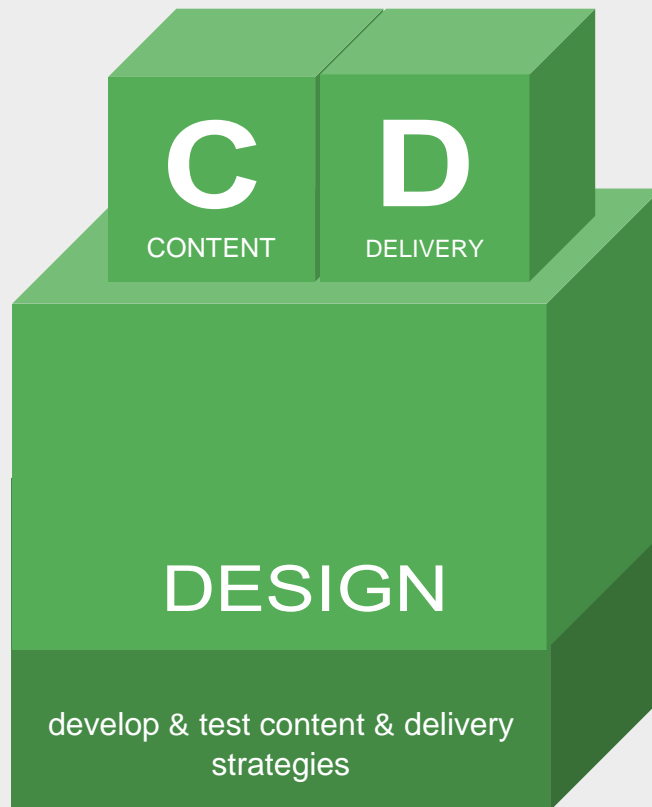 C D
CONTENT DELIVERY
DESIGN
develop & test content & delivery
strategies